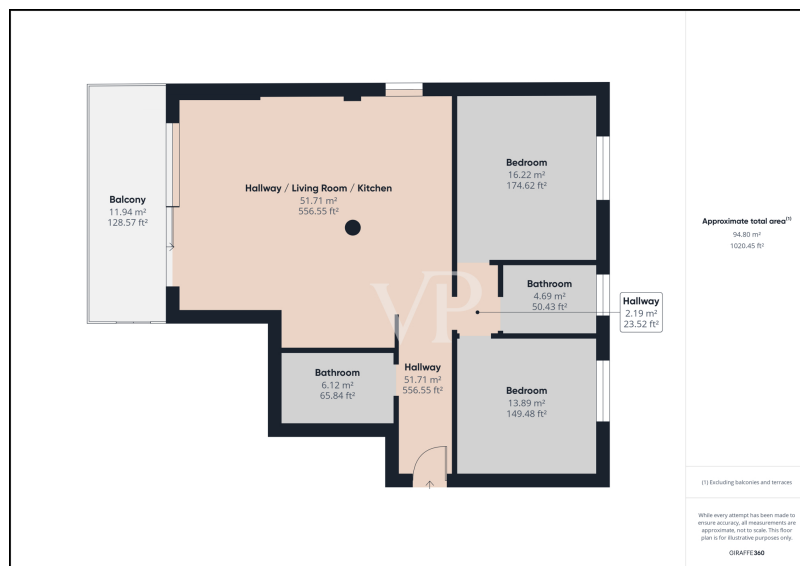 Balcony
11.94 m²
128.57 ft²
Hallway / Living Room / Kitchen
51.71 m²
556.55 ft²
Bedroom
16.22 m²
174.62 ft²
Bathroom
4.69 m²
50.43 ft²
Hallway
2.19 m²
23.52 ft²
VP
Bathroom
6.12 m²
65.84 ft²
Hallway
51.71 m²
556.55 ft²
Bedroom
13.89 m²
149.48 ft²
Approximate total area(1)
94.80 m²
1020.45 ft²
(1) Excluding balconies and terraces
While every attempt has been made to
ensure accuracy, all measurements are
approximate, not to scale. This floor
plan is for illustrative purposes only.
GIRAFFE360